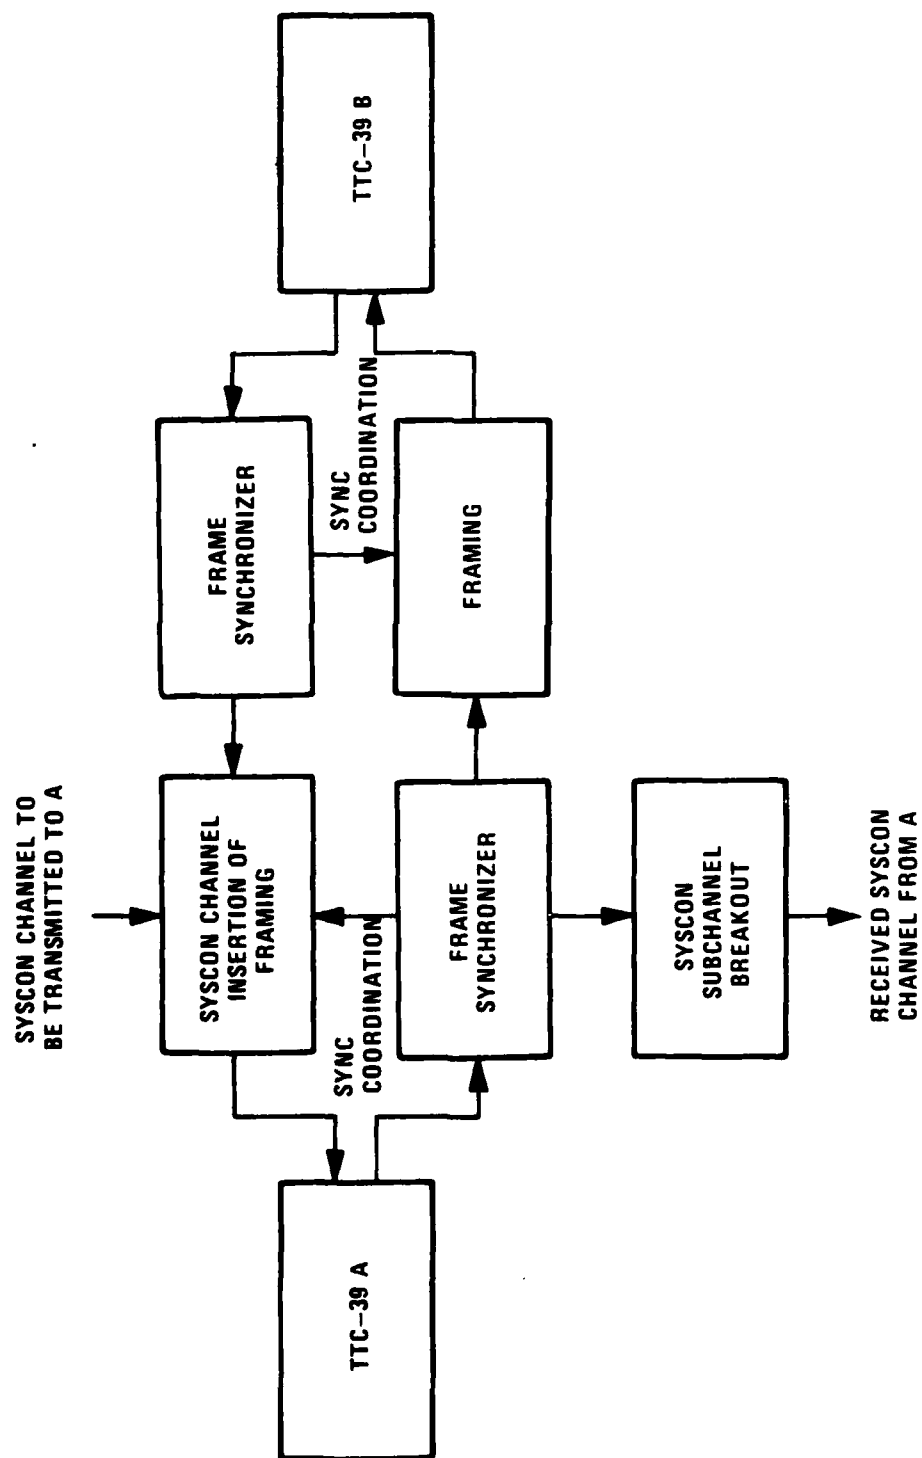 SYSCON CHANNEL TO
BE TRANSMITTED TO A
SYSCON CHANNEL
INSERTION OF
FRAMING
FRAME
SYNCHRONIZER
TTC-39 A
SYNC
COORDINATION
SYNC
COORDINATION
TTC-39 B
FRAME
SYNCHRONIZER
FRAMING
SYSCON
SUBCHANNEL
BREAKOUT
RECEIVED SYSCON
CHANNEL FROM A